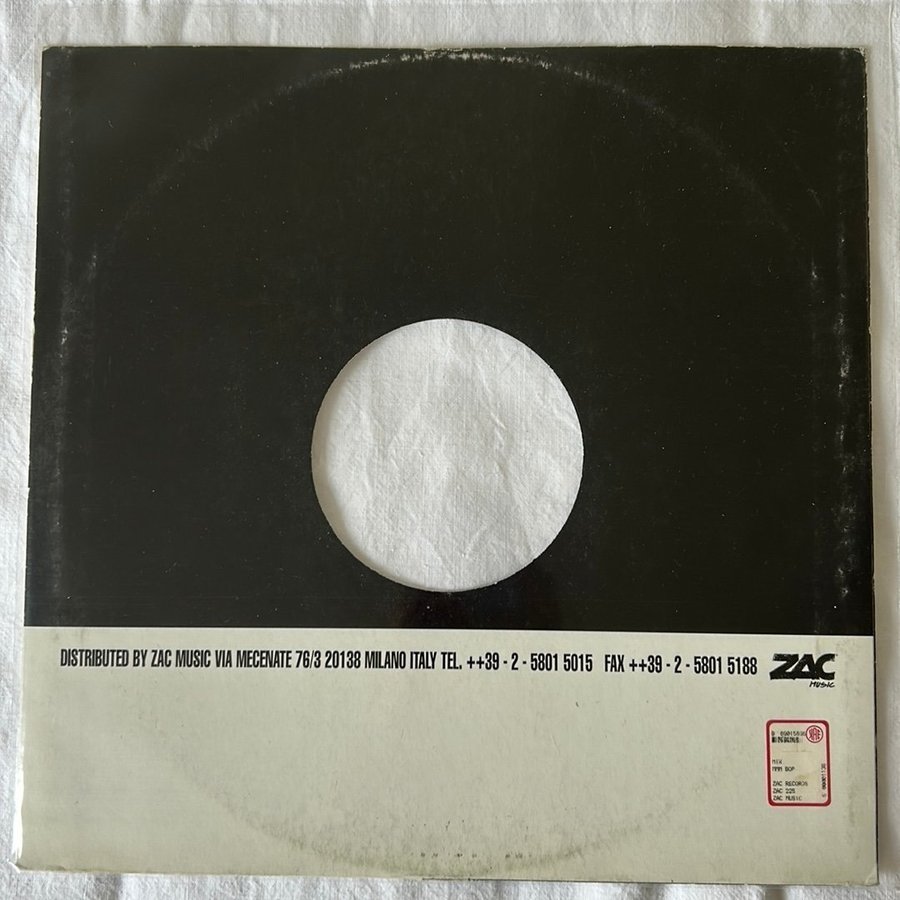 DISTRIBUTED BY ZAC MUSIC VIA MECENATE 76/3 20138 MILANO ITALY TEL. ++39 - 2 - 5801 5015 FAX ++39 - 2 - 5801 5188
ZAC
MUSIC
MIX
MMM BOP
ZAC RECORDS
ZAC 225
ZAC MUSIC